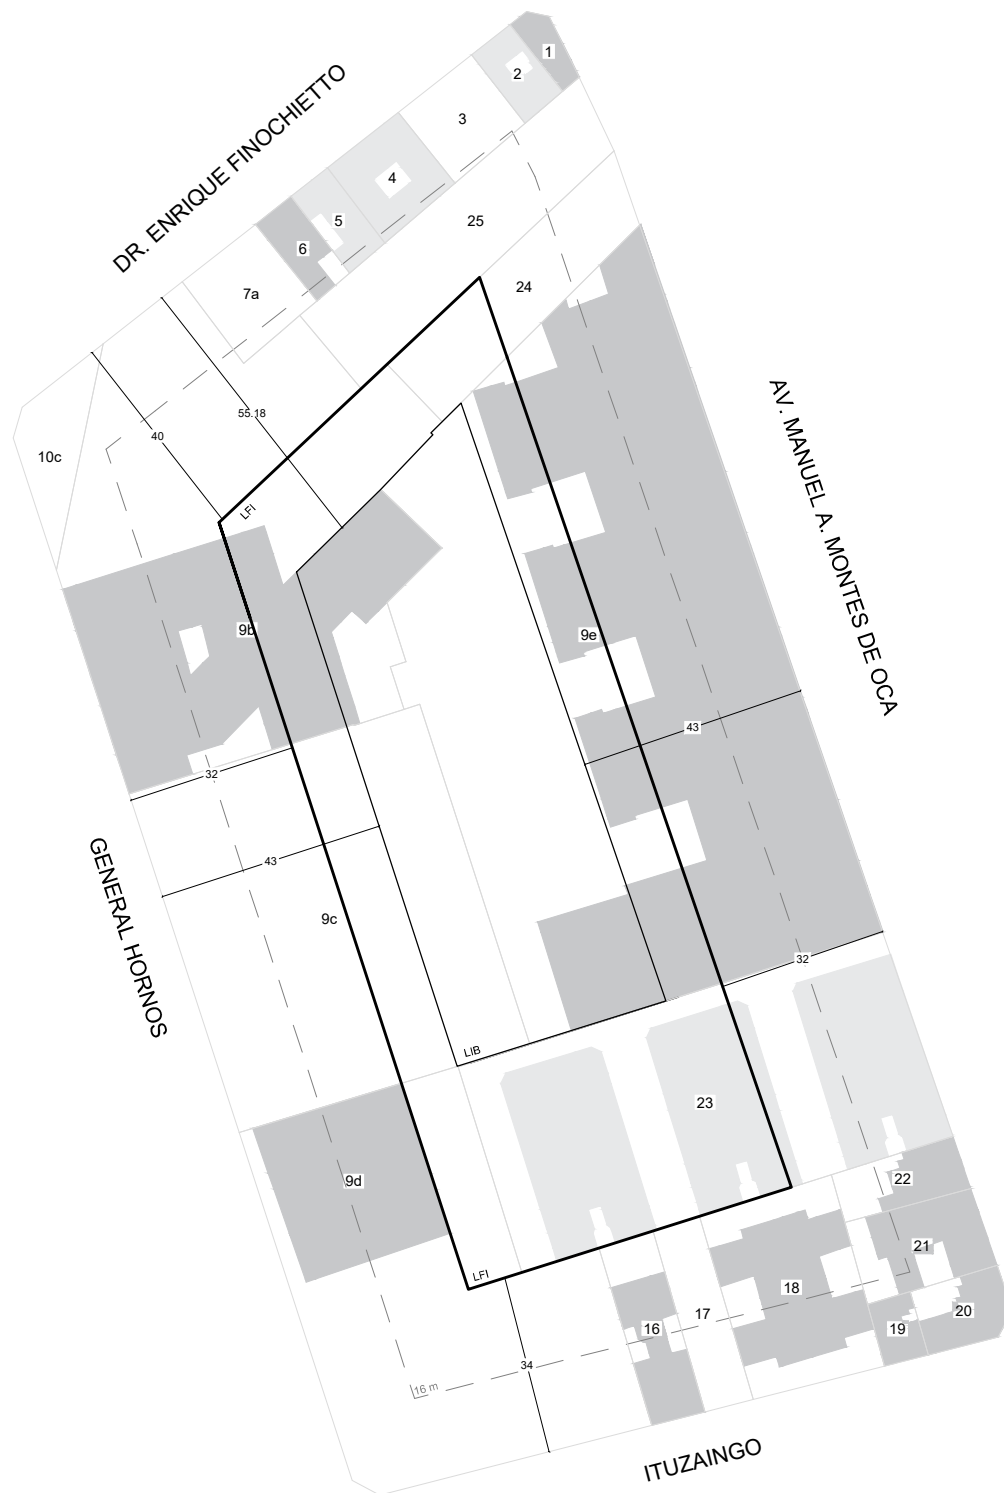 1
2
3
DR. ENRIQUE FINOCHIETTO
4
5
25
6
24
7a
55.18
40
10c
AV. MANUEL A. MONTES DE OCA
LFI
9b
9e
43
32
GENERAL HORNOS
43
9c
32
LIB
23
9d
22
21
LFI
18
20
17
16
19
34
16 m
ITUZAINGO